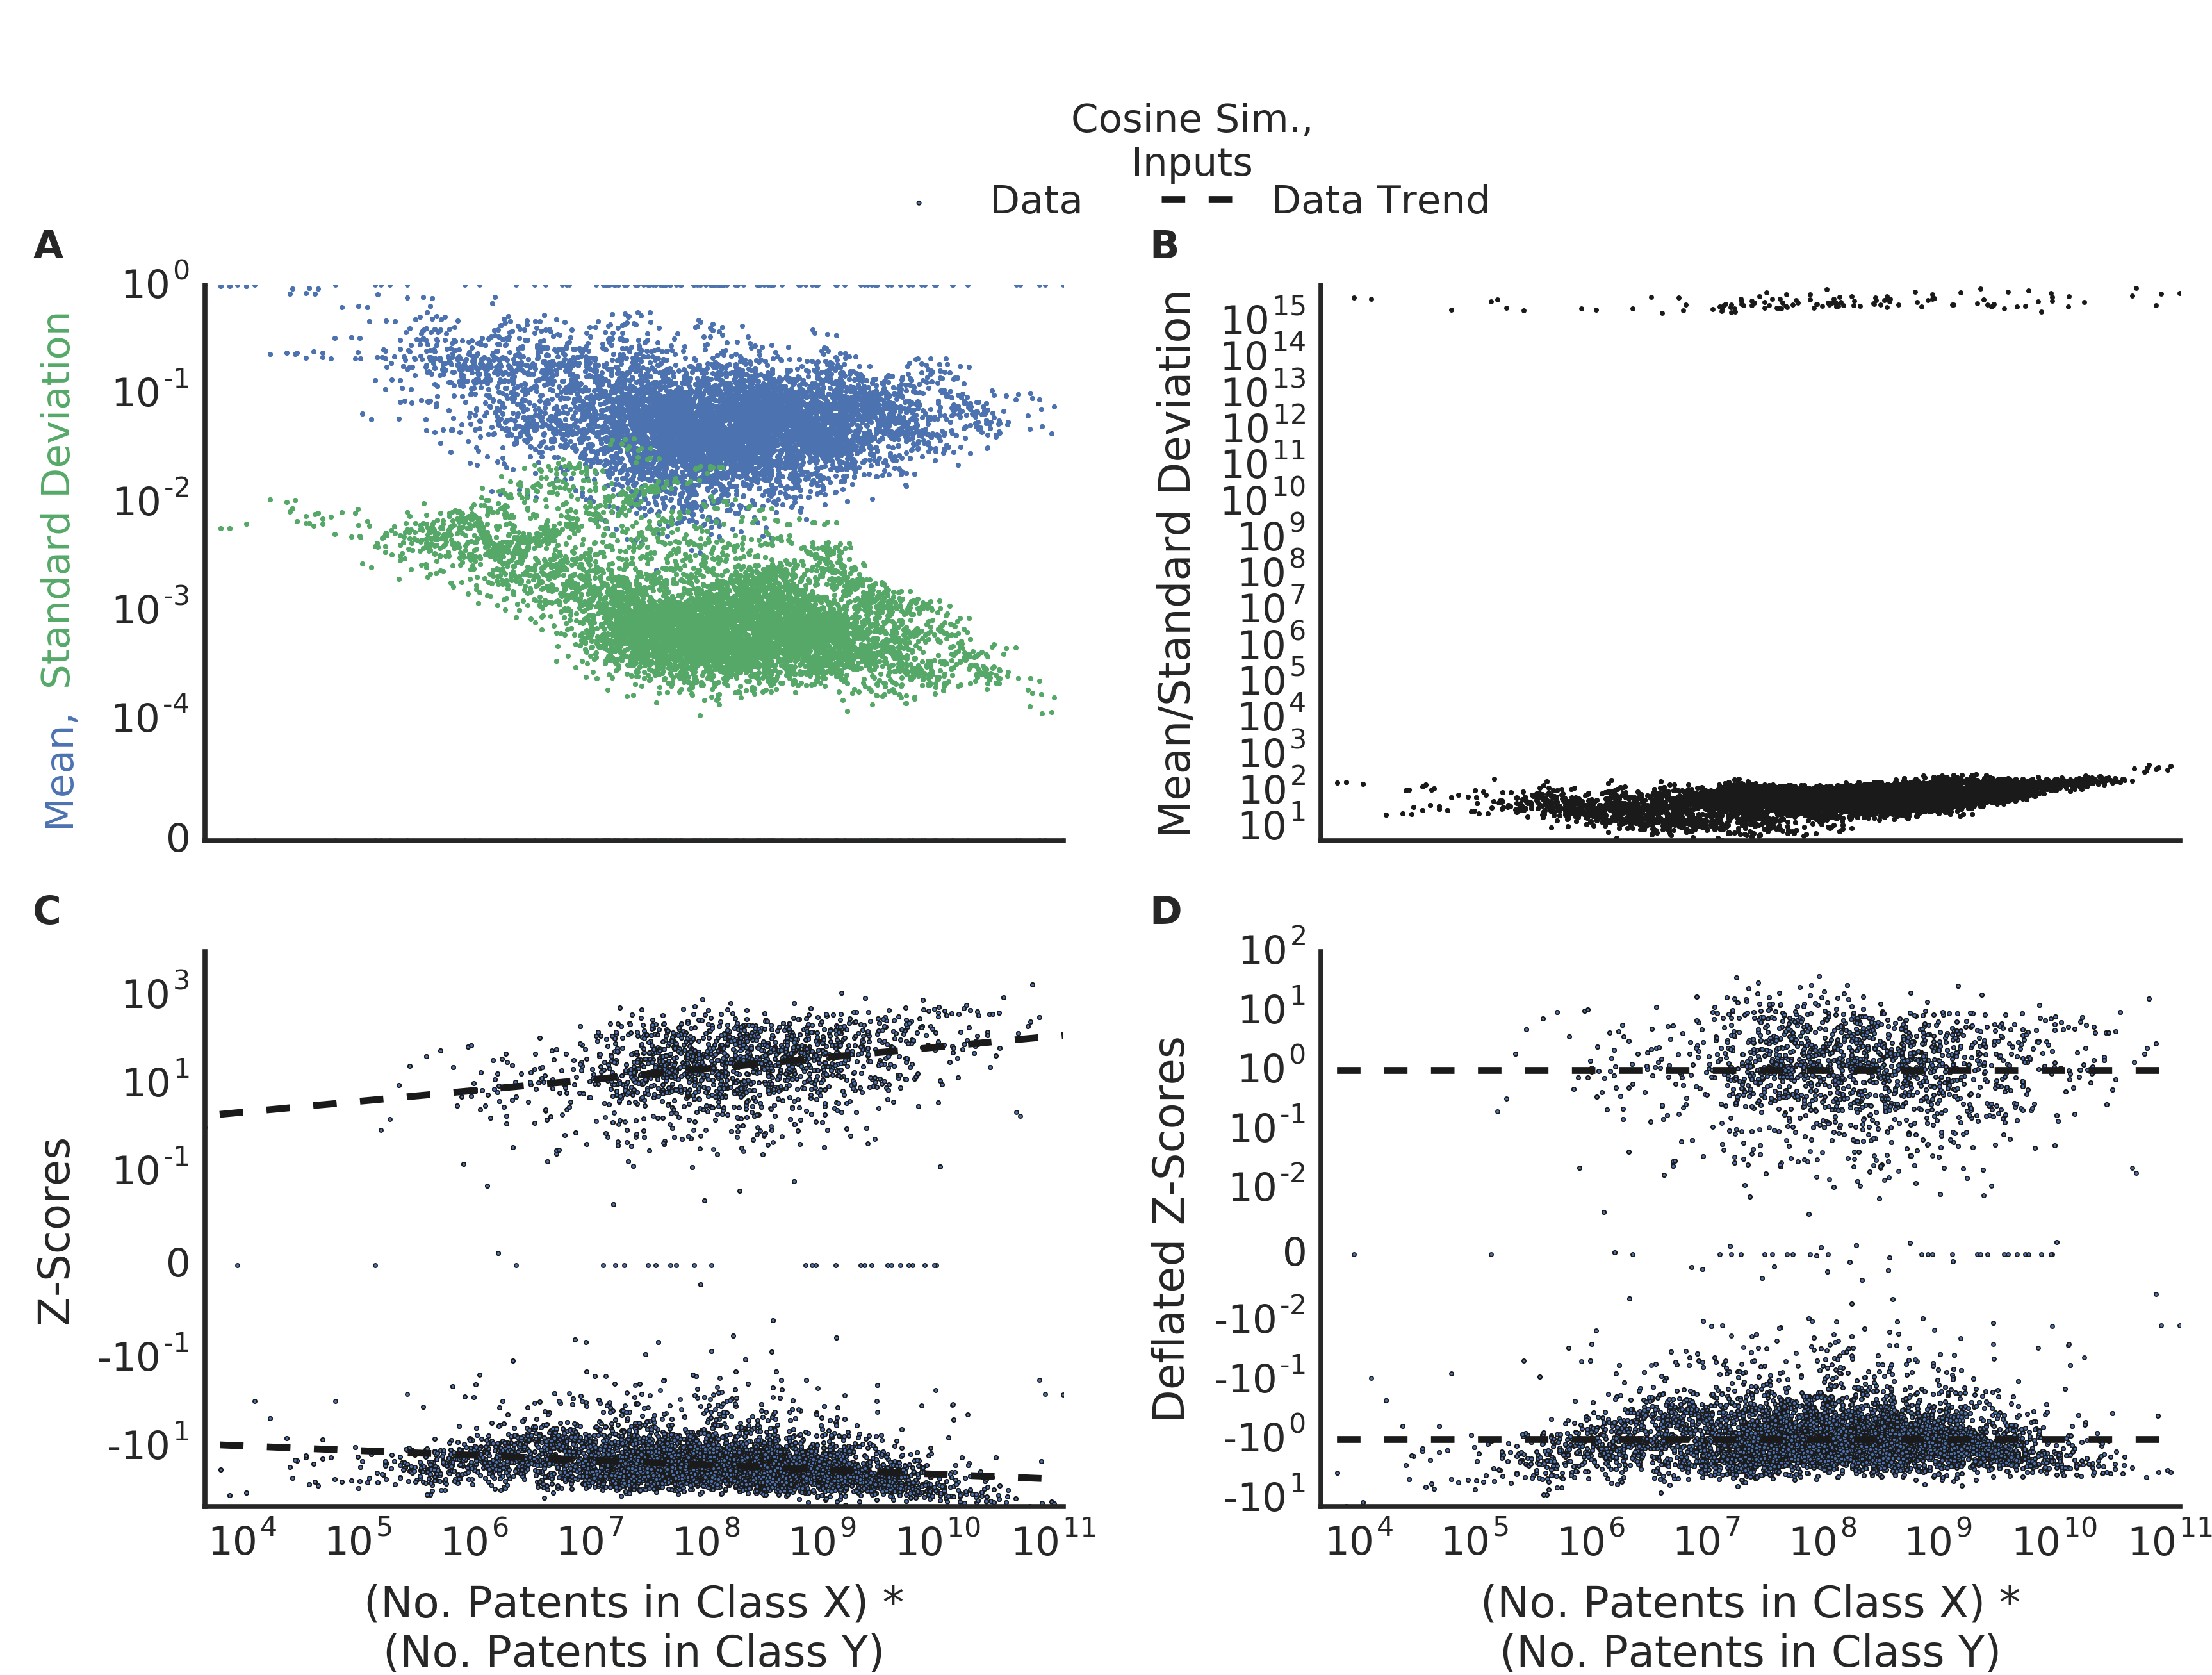 Cosine Sim.,
Inputs
Data
Data Trend
A
Mean, Standard Deviation
10^0
10^-1
10^-2
10^-3
10^-4
0
B
Mean/Standard Deviation
10^15
10^14
10^13
10^12
10^11
10^10
10^9
10^8
10^7
10^6
10^5
10^4
10^3
10^2
10^1
C
Z-Scores
10^3
10^1
10^-1
0
-10^-1
-10^1
10^4 10^5 10^6 10^7 10^8 10^9 10^10 10^11
(No. Patents in Class X) *
(No. Patents in Class Y)
D
Deflated Z-Scores
10^2
10^1
10^0
10^-1
10^-2
0
-10^-2
-10^-1
-10^0
-10^1
10^4 10^5 10^6 10^7 10^8 10^9 10^10 10^11
(No. Patents in Class X) *
(No. Patents in Class Y)